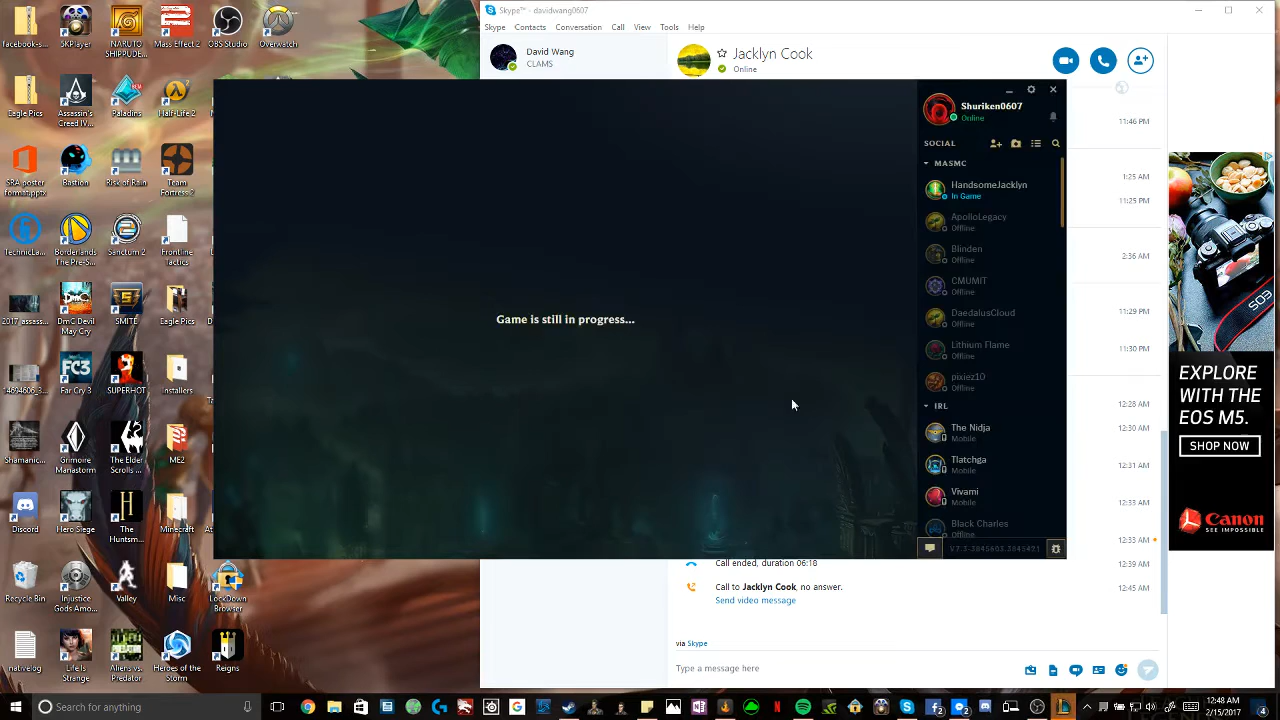 Facebook-s...
5KPlayer
NARUTO SHIPPUDE...
Mass Effect 2
OBS Studio
Overwatch
Eagle Pics
Assassin's Creed IV...
Paladins
Half-Life 2
SRA poster format.pptx
Bastion
Risk of Rain
Team Fortress 2
TechnicLa...
Borderlands The Pre-S...
Sanctum 2
Frontline Tactics
2017_assass...
DmC Devil May Cry
SMITE
Eagle Pics
14694606_3...
Far Cry 3
SUPERHOT
Installers
Shamanic...
Grimoire Manastorm
The Elder Scrolls ...
ME2
Discord
Hero Siege
The Huntsm...
Minecraft
Recycle Bin
Injustice Gods Amo...
Valley
Misc
LockDown Browser
nativelog
Life Is Strange
Aliens vs Predator
Heroes of the Storm
Reigns
Skype™ - davidwang0607
Skype Contacts Conversation Call View Tools Help
David Wang
CLAMS
Jacklyn Cook
Online
11:46 PM
1:25 AM
11:25 PM
2:36 AM
11:29 PM
11:30 PM
12:28 AM
12:30 AM
12:31 AM
12:33 AM
12:33 AM
Call ended, duration 06:18
12:39 AM
Call to Jacklyn Cook, no answer.
12:45 AM
Send video message
via Skype
Type a message here
Game is still in progress...
Shuriken0607
Online
SOCIAL
MASMC
HandsomeJacklyn
In Game
ApolloLegacy
Offline
Blinden
Offline
CMUMIT
Offline
DaedalusCloud
Offline
Lithium Flame
Offline
pixiez10
Offline
IRL
The Nidja
Mobile
Tlatchga
Mobile
Vivami
Mobile
Black Charles
Offline
EOS
EXPLORE
WITH THE
EOS M5.
SHOP NOW
Canon
SEE IMPOSSIBLE
Search for anything
12:48 AM
2/15/2017